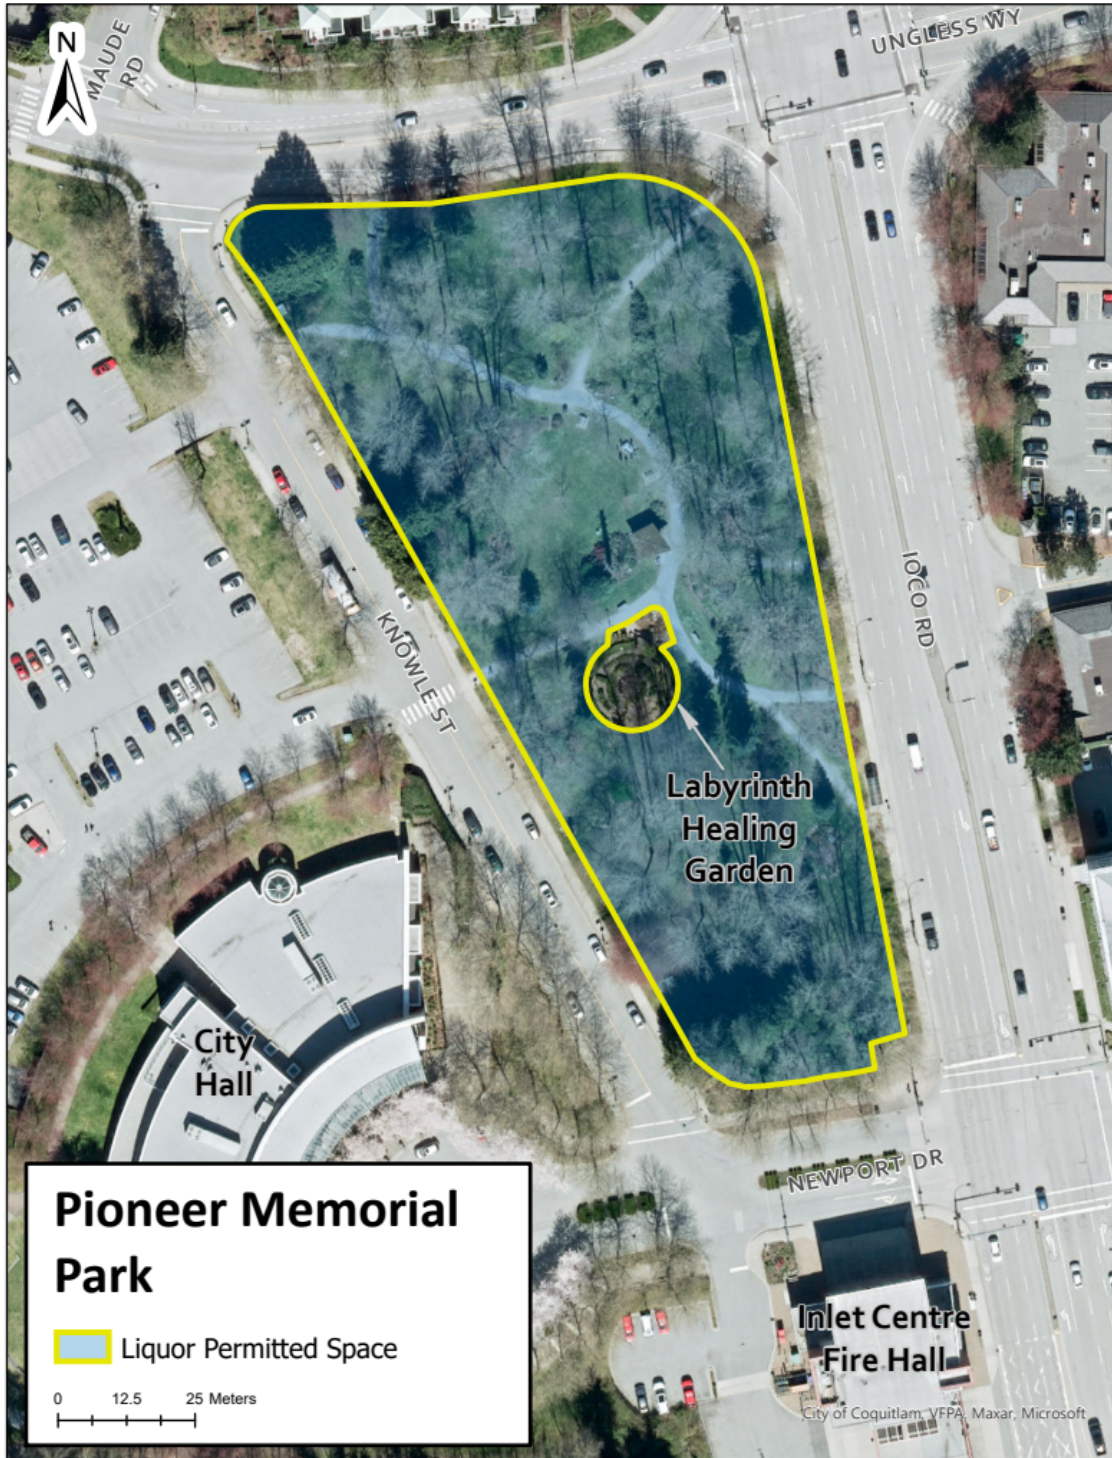 N
MAUDE
RD
UNGLESS WY
IOCO RD
KNOWLE ST
Labyrinth
Healing
Garden
City
Hall
NEWPORT DR
Inlet Centre
Fire Hall
Pioneer Memorial
Park
Liquor Permitted Space
0 12.5 25 Meters
City of Coquitlam, VFPA, Maxar, Microsoft